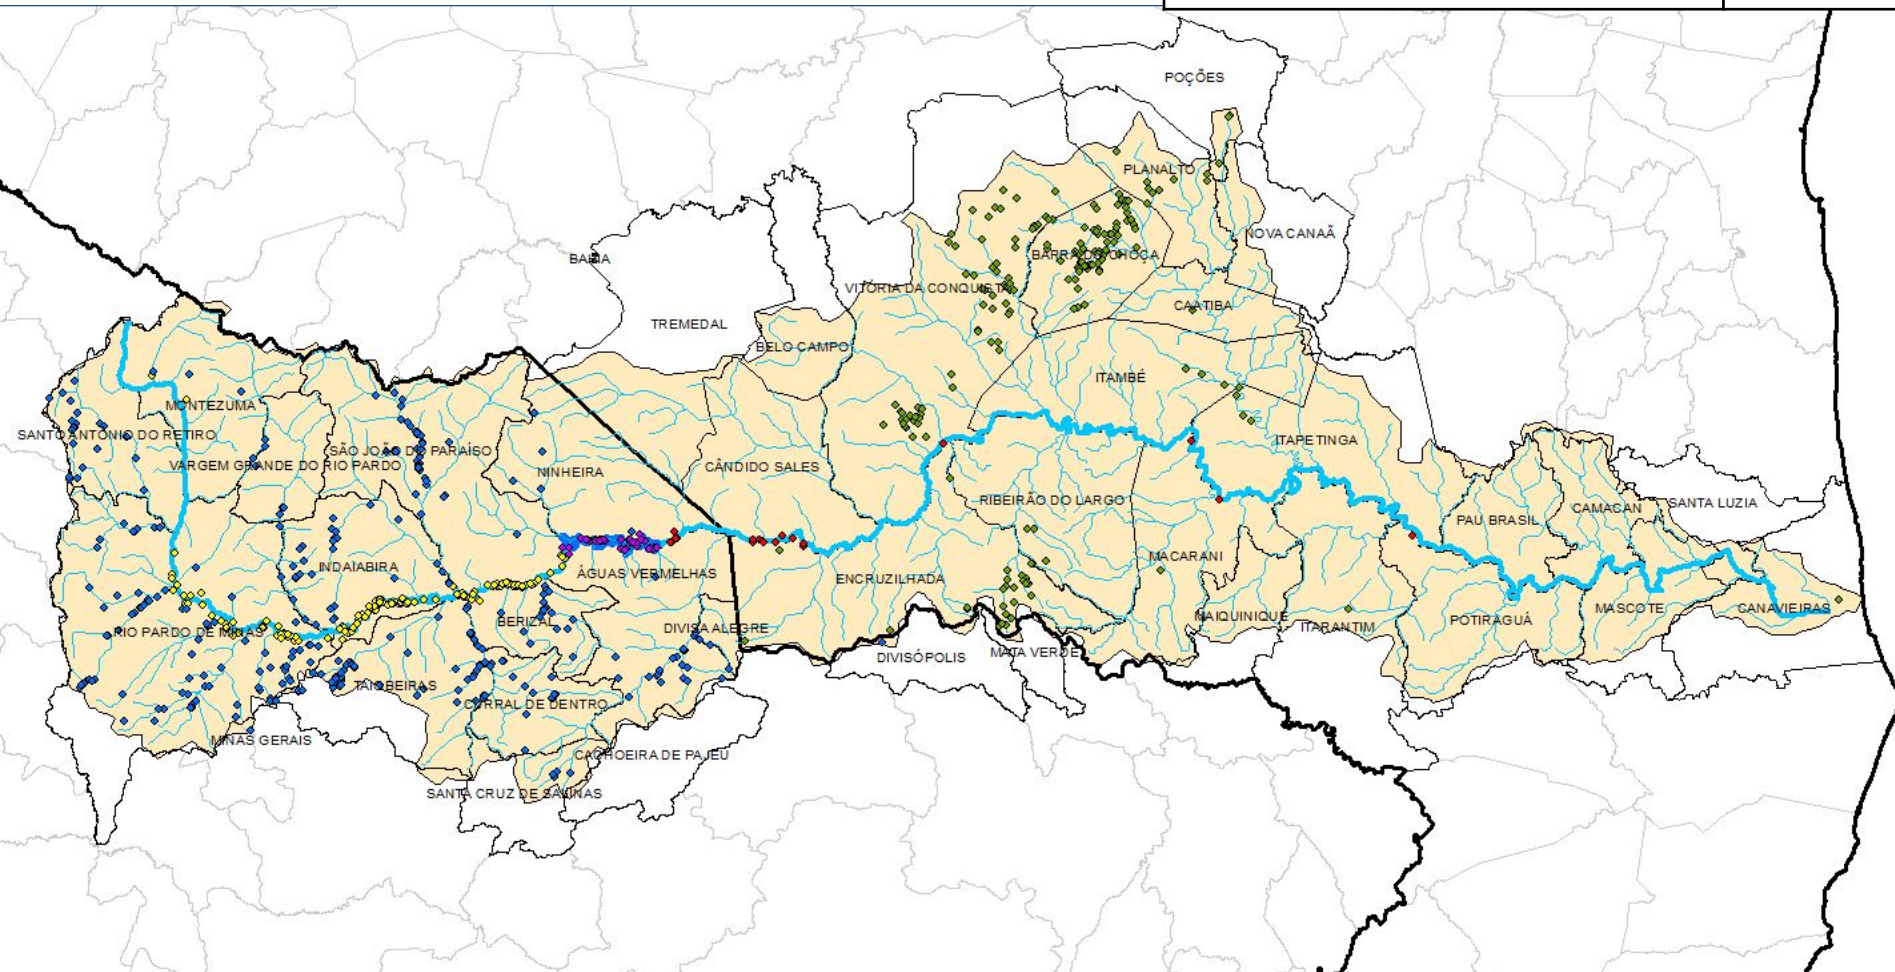 POÇÕES
PLANALTO
NOVA CANAÃ
BAHIA
BARRA DO CHOÇA
VITÓRIA DA CONQUISTA
CAATIBA
TREMEDAL
BELO CAMPO
ITAMBÉ
MONTEZUMA
SANTO ANTÔNIO DO RETIRO
ITAPETINGA
SÃO JOÃO DO PARAÍSO
VARGEM GRANDE DO RIO PARDO
NINHEIRA
CÂNDIDO SALES
RIBEIRÃO DO LARGO
SANTA LUZIA
CAMACAN
PAU BRASIL
MACARANI
INDAIABIRA
ÁGUAS VERMELHAS
ENCRUZILHADA
MASCOTE
CANAVIEIRAS
MAIQUINIQUE
POTIRAGUÁ
BERIZAL
ITARANTIM
DIVISA ALEGRE
RIO PARDO DE MINAS
MATA VERDE
DIVISÓPOLIS
TAIOBEIRAS
CURRAL DE DENTRO
MINAS GERAIS
CACHOEIRA DE PAJEÚ
SANTA CRUZ DE SALINAS